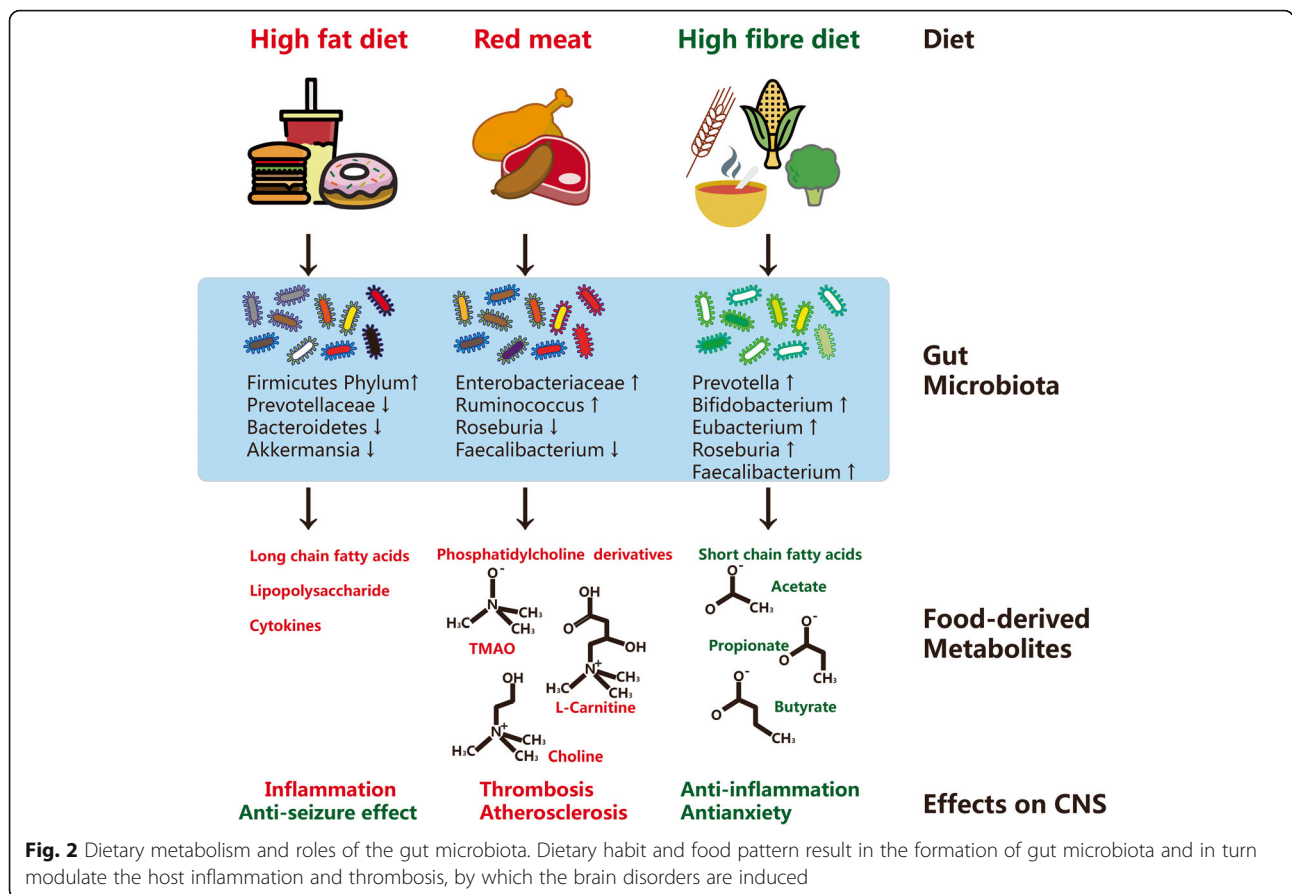 High fat diet
Red meat
High fibre diet
Diet
Firmicutes Phylum↑
Prevotellaceae ↓
Bacteroidetes ↓
Akkermansia ↓
Enterobacteriaceae ↑
Ruminococcus ↑
Roseburia ↓
Faecalibacterium ↓
Prevotella ↑
Bifidobacterium ↑
Eubacterium ↑
Roseburia ↑
Faecalibacterium ↑
Gut
Microbiota
Long chain fatty acids
Lipopolysaccharide
Cytokines
Phosphatidylcholine derivatives
O⁻
N
H₃C
CH₃
CH₃
TMAO
OH
O
OH
N⁺
H₃C
CH₃
CH₃
L-Carnitine
OH
N⁺
H₃C
CH₃
CH₃
Choline
Short chain fatty acids
O⁻
O
CH₃
Acetate
Propionate
O⁻
O
CH₃
O⁻
O
CH₃
Butyrate
Food-derived
Metabolites
Inflammation
Anti-seizure effect
Thrombosis
Atherosclerosis
Anti-inflammation
Antianxiety
Effects on CNS
Fig. 2 Dietary metabolism and roles of the gut microbiota. Dietary habit and food pattern result in the formation of gut microbiota and in turn
modulate the host inflammation and thrombosis, by which the brain disorders are induced